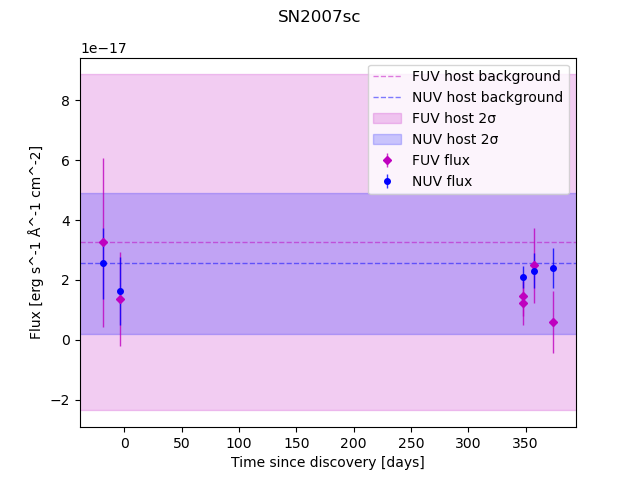 SN2007sc
1e−17
FUV host background
NUV host background
FUV host 2σ
NUV host 2σ
FUV flux
NUV flux
8
6
4
2
0
−2
Flux [erg s^-1 Å^-1 cm^-2]
0 50 100 150 200 250 300 350
Time since discovery [days]